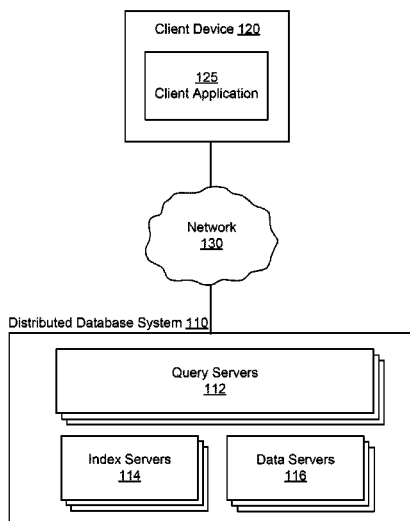 Client Device 120
125
Client Application
Network
130
Distributed Database System 110
Query Servers
112
Index Servers
114
Data Servers
116